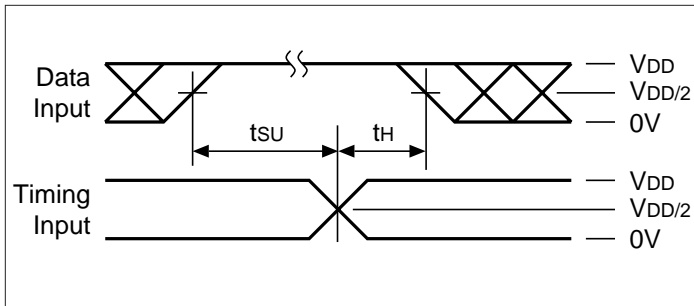 Data
Input
VDD
VDD/2
0V
tSU
tH
Timing
Input
VDD
VDD/2
0V